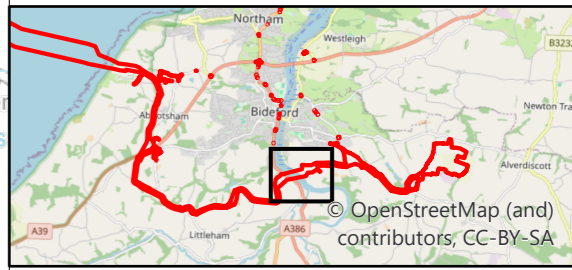 Northam
Westleigh
B3232
Bideford
Newton Tra
Abbotsham
Alverdiscott
© OpenStreetMap (and)
contributors, CC-BY-SA
A39
Littleham
A386